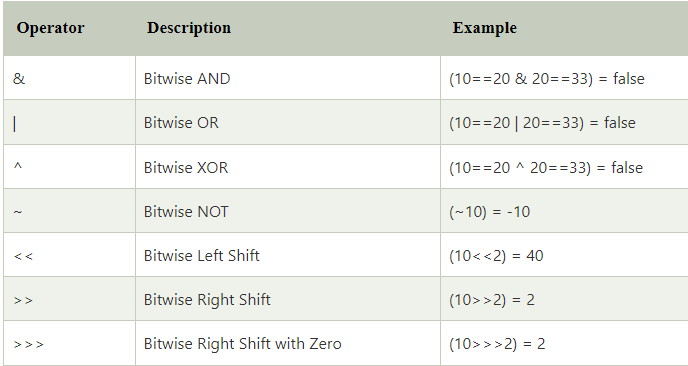 Operator Description Example
& Bitwise AND (10==20 & 20==33) = false
| Bitwise OR (10==20 | 20==33) = false
^ Bitwise XOR (10==20 ^ 20==33) = false
~ Bitwise NOT (~10) = -10
<< Bitwise Left Shift (10<<2) = 40
>> Bitwise Right Shift (10>>2) = 2
>>> Bitwise Right Shift with Zero (10>>>2) = 2